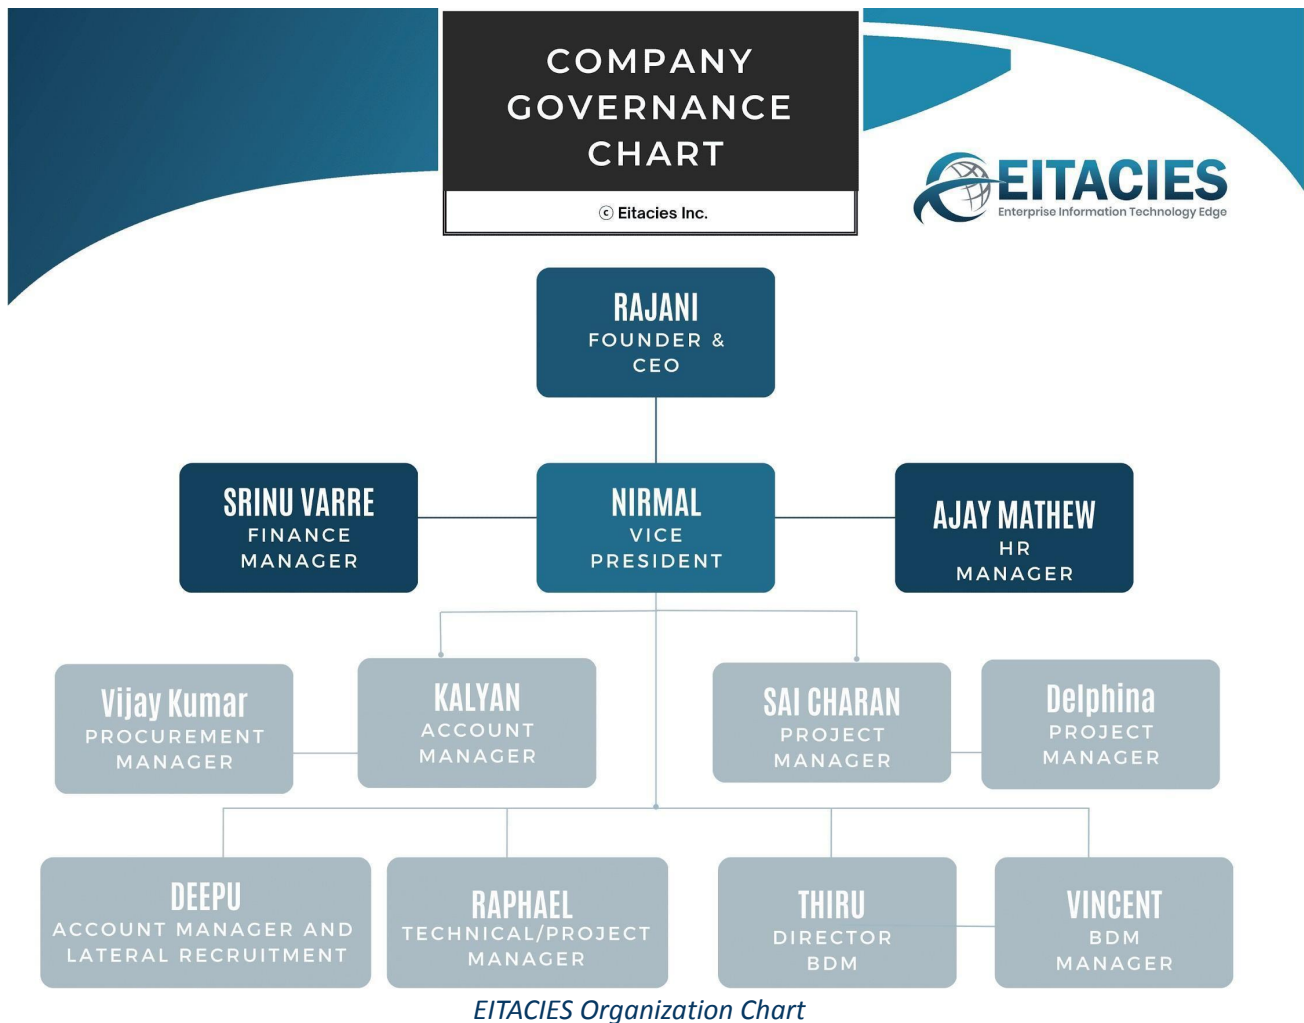 COMPANY
GOVERNANCE
CHART
© Eitacies Inc.
EITACIES
Enterprise Information Technology Edge
RAJANI
FOUNDER &
CEO
SRINU VARRE
FINANCE
MANAGER
NIRMAL
VICE
PRESIDENT
AJAY MATHEW
HR
MANAGER
Vijay Kumar
PROCUREMENT
MANAGER
KALYAN
ACCOUNT
MANAGER
SAI CHARAN
PROJECT
MANAGER
Delphina
PROJECT
MANAGER
DEEPU
ACCOUNT MANAGER AND
LATERAL RECRUITMENT
RAPHAEL
TECHNICAL/PROJECT
MANAGER
THIRU
DIRECTOR
BDM
VINCENT
BDM
MANAGER
EITACIES Organization Chart